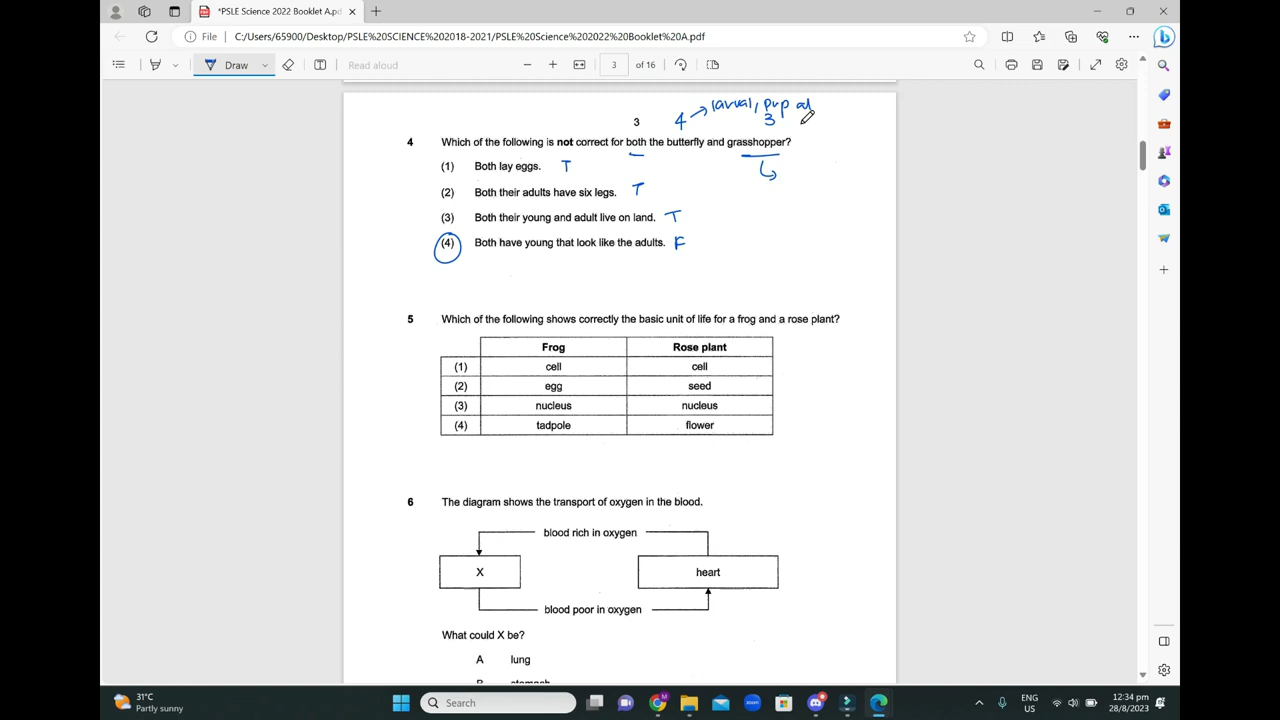 *PSLE Science 2022 Booklet A.pd
File
C:/Users/65900/Desktop/PSLE%20SCIENCE%202018-2021/PSLE%20Science%202022%20Booklet%20A.pdf
Draw
Read aloud
3 of 16
4 larval, pup ad
3
3
4 Which of the following is not correct for both the butterfly and grasshopper?
(1) Both lay eggs. T
(2) Both their adults have six legs. T
(3) Both their young and adult live on land. T
(4) Both have young that look like the adults. F
5 Which of the following shows correctly the basic unit of life for a frog and a rose plant?
Frog Rose plant
(1) cell cell
(2) egg seed
(3) nucleus nucleus
(4) tadpole flower
6 The diagram shows the transport of oxygen in the blood.
blood rich in oxygen
X heart
blood poor in oxygen
What could X be?
A lung
B stomach
31°C
Partly sunny
Search
ENG
US
12:34 pm
28/8/2023